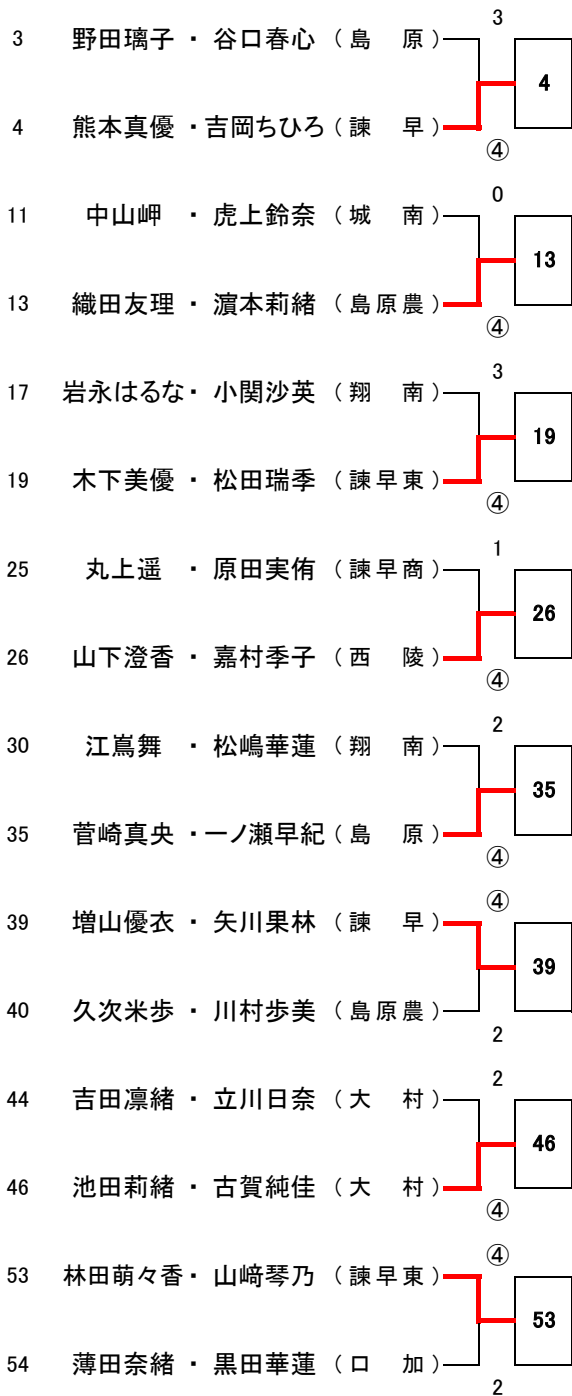 3
3 野田璃子 ・ 谷口春心 （ 島 原 ）
4
4 熊本真優 ・ 吉岡ちひろ （ 諫 早 ）
④
0
11 中山岬 ・ 虎上鈴奈 （ 城 南 ）
13
13 織田友理 ・ 濵本莉緒 （ 島原農 ）
④
3
17 岩永はるな ・ 小関沙英 （ 翔 南 ）
19
19 木下美優 ・ 松田瑞季 （ 諫早東 ）
④
1
25 丸上遥 ・ 原田実侑 （ 諫早商 ）
26
26 山下澄香 ・ 嘉村季子 （ 西 陵 ）
④
2
30 江嶌舞 ・ 松嶋華蓮 （ 翔 南 ）
35
35 菅崎真央 ・ 一ノ瀬早紀 （ 島 原 ）
④
④
39 増山優衣 ・ 矢川果林 （ 諫 早 ）
39
40 久次米歩 ・ 川村歩美 （ 島原農 ）
2
2
44 吉田凛緒 ・ 立川日奈 （ 大 村 ）
46
46 池田莉緒 ・ 古賀純佳 （ 大 村 ）
④
④
53 林田萌々香 ・ 山﨑琴乃 （ 諫早東 ）
53
54 薄田奈緒 ・ 黒田華蓮 （ 口 加 ）
2